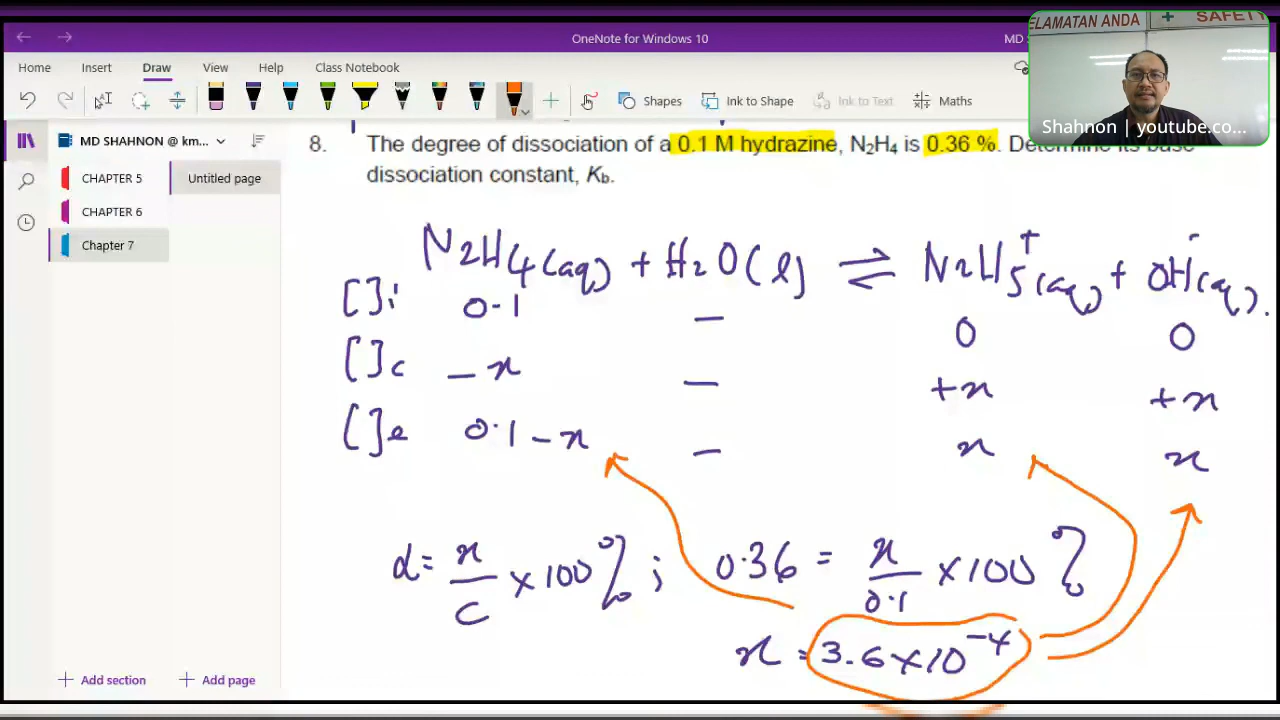 OneNote for Windows 10
MD
ELAMATAN ANDA + SAFETY
Shahnon | youtube.co...
Home Insert Draw View Help Class Notebook
Shapes Ink to Shape Ink to Text Maths
MD SHAHNON @ km...
CHAPTER 5
CHAPTER 6
Chapter 7
Untitled page
8. The degree of dissociation of a 0.1 M hydrazine, N₂H₄ is 0.36 %. Determine its base
dissociation constant, Kb.
N₂H₄(aq) + H₂O(l) ⇌ N₂H₅⁺(aq) + OH⁻(aq).
[ ]i 0.1 – 0 0
[ ]c – x – +x +x
[ ]e 0.1 – x – x x
α = x/c × 100 % ; 0.36 = x/0.1 × 100 %
x = 3.6 × 10⁻⁴
+ Add section + Add page